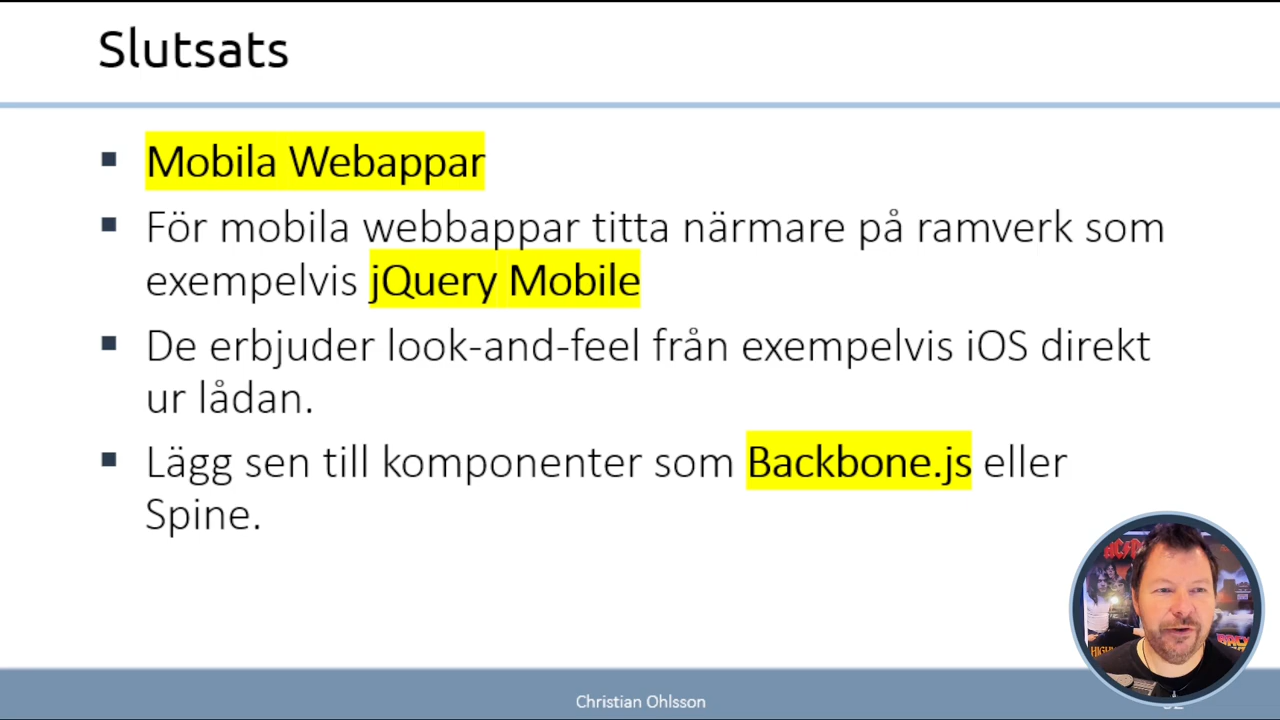 Slutsats
Mobila Webappar
För mobila webbappar titta närmare på ramverk som
exempelvis jQuery Mobile
De erbjuder look-and-feel från exempelvis iOS direkt
ur lådan.
Lägg sen till komponenter som Backbone.js eller
Spine.
Christian Ohlsson